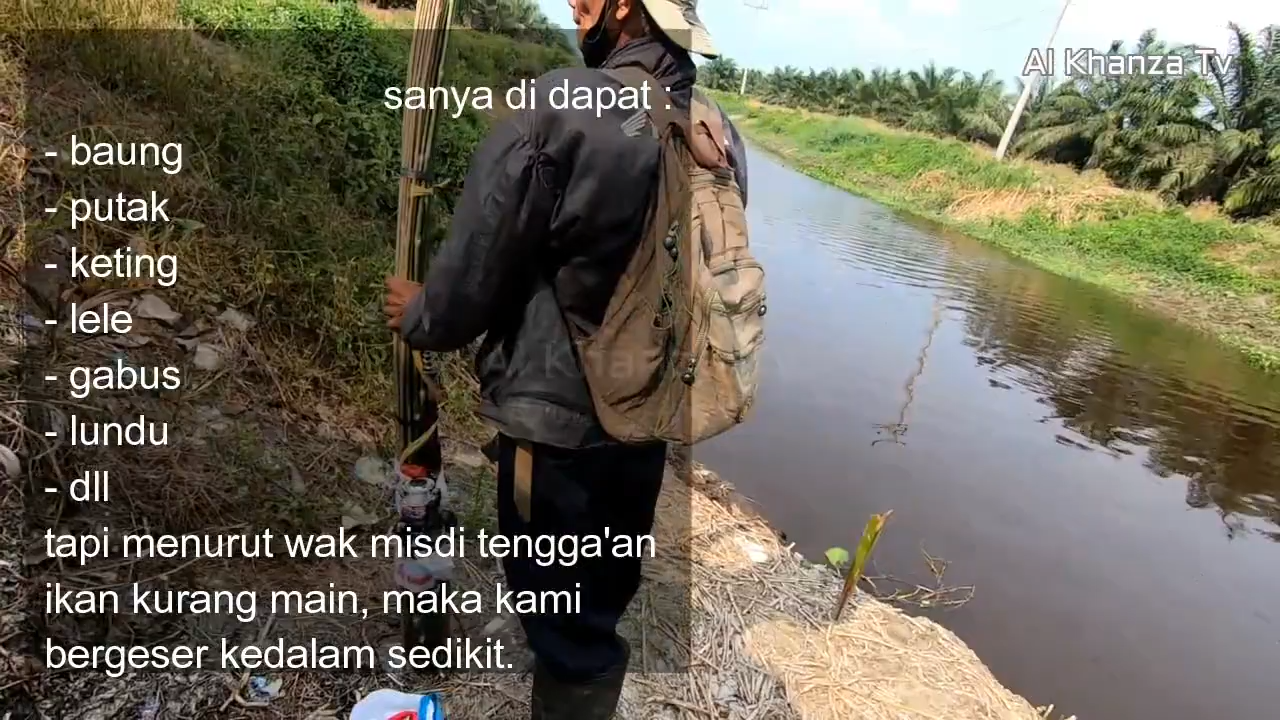 Al Khanza Tv
sanya di dapat :
- baung
- putak
- keting
- lele
- gabus
- lundu
- dll
tapi menurut wak misdi tengga'an
ikan kurang main, maka kami
bergeser kedalam sedikit.